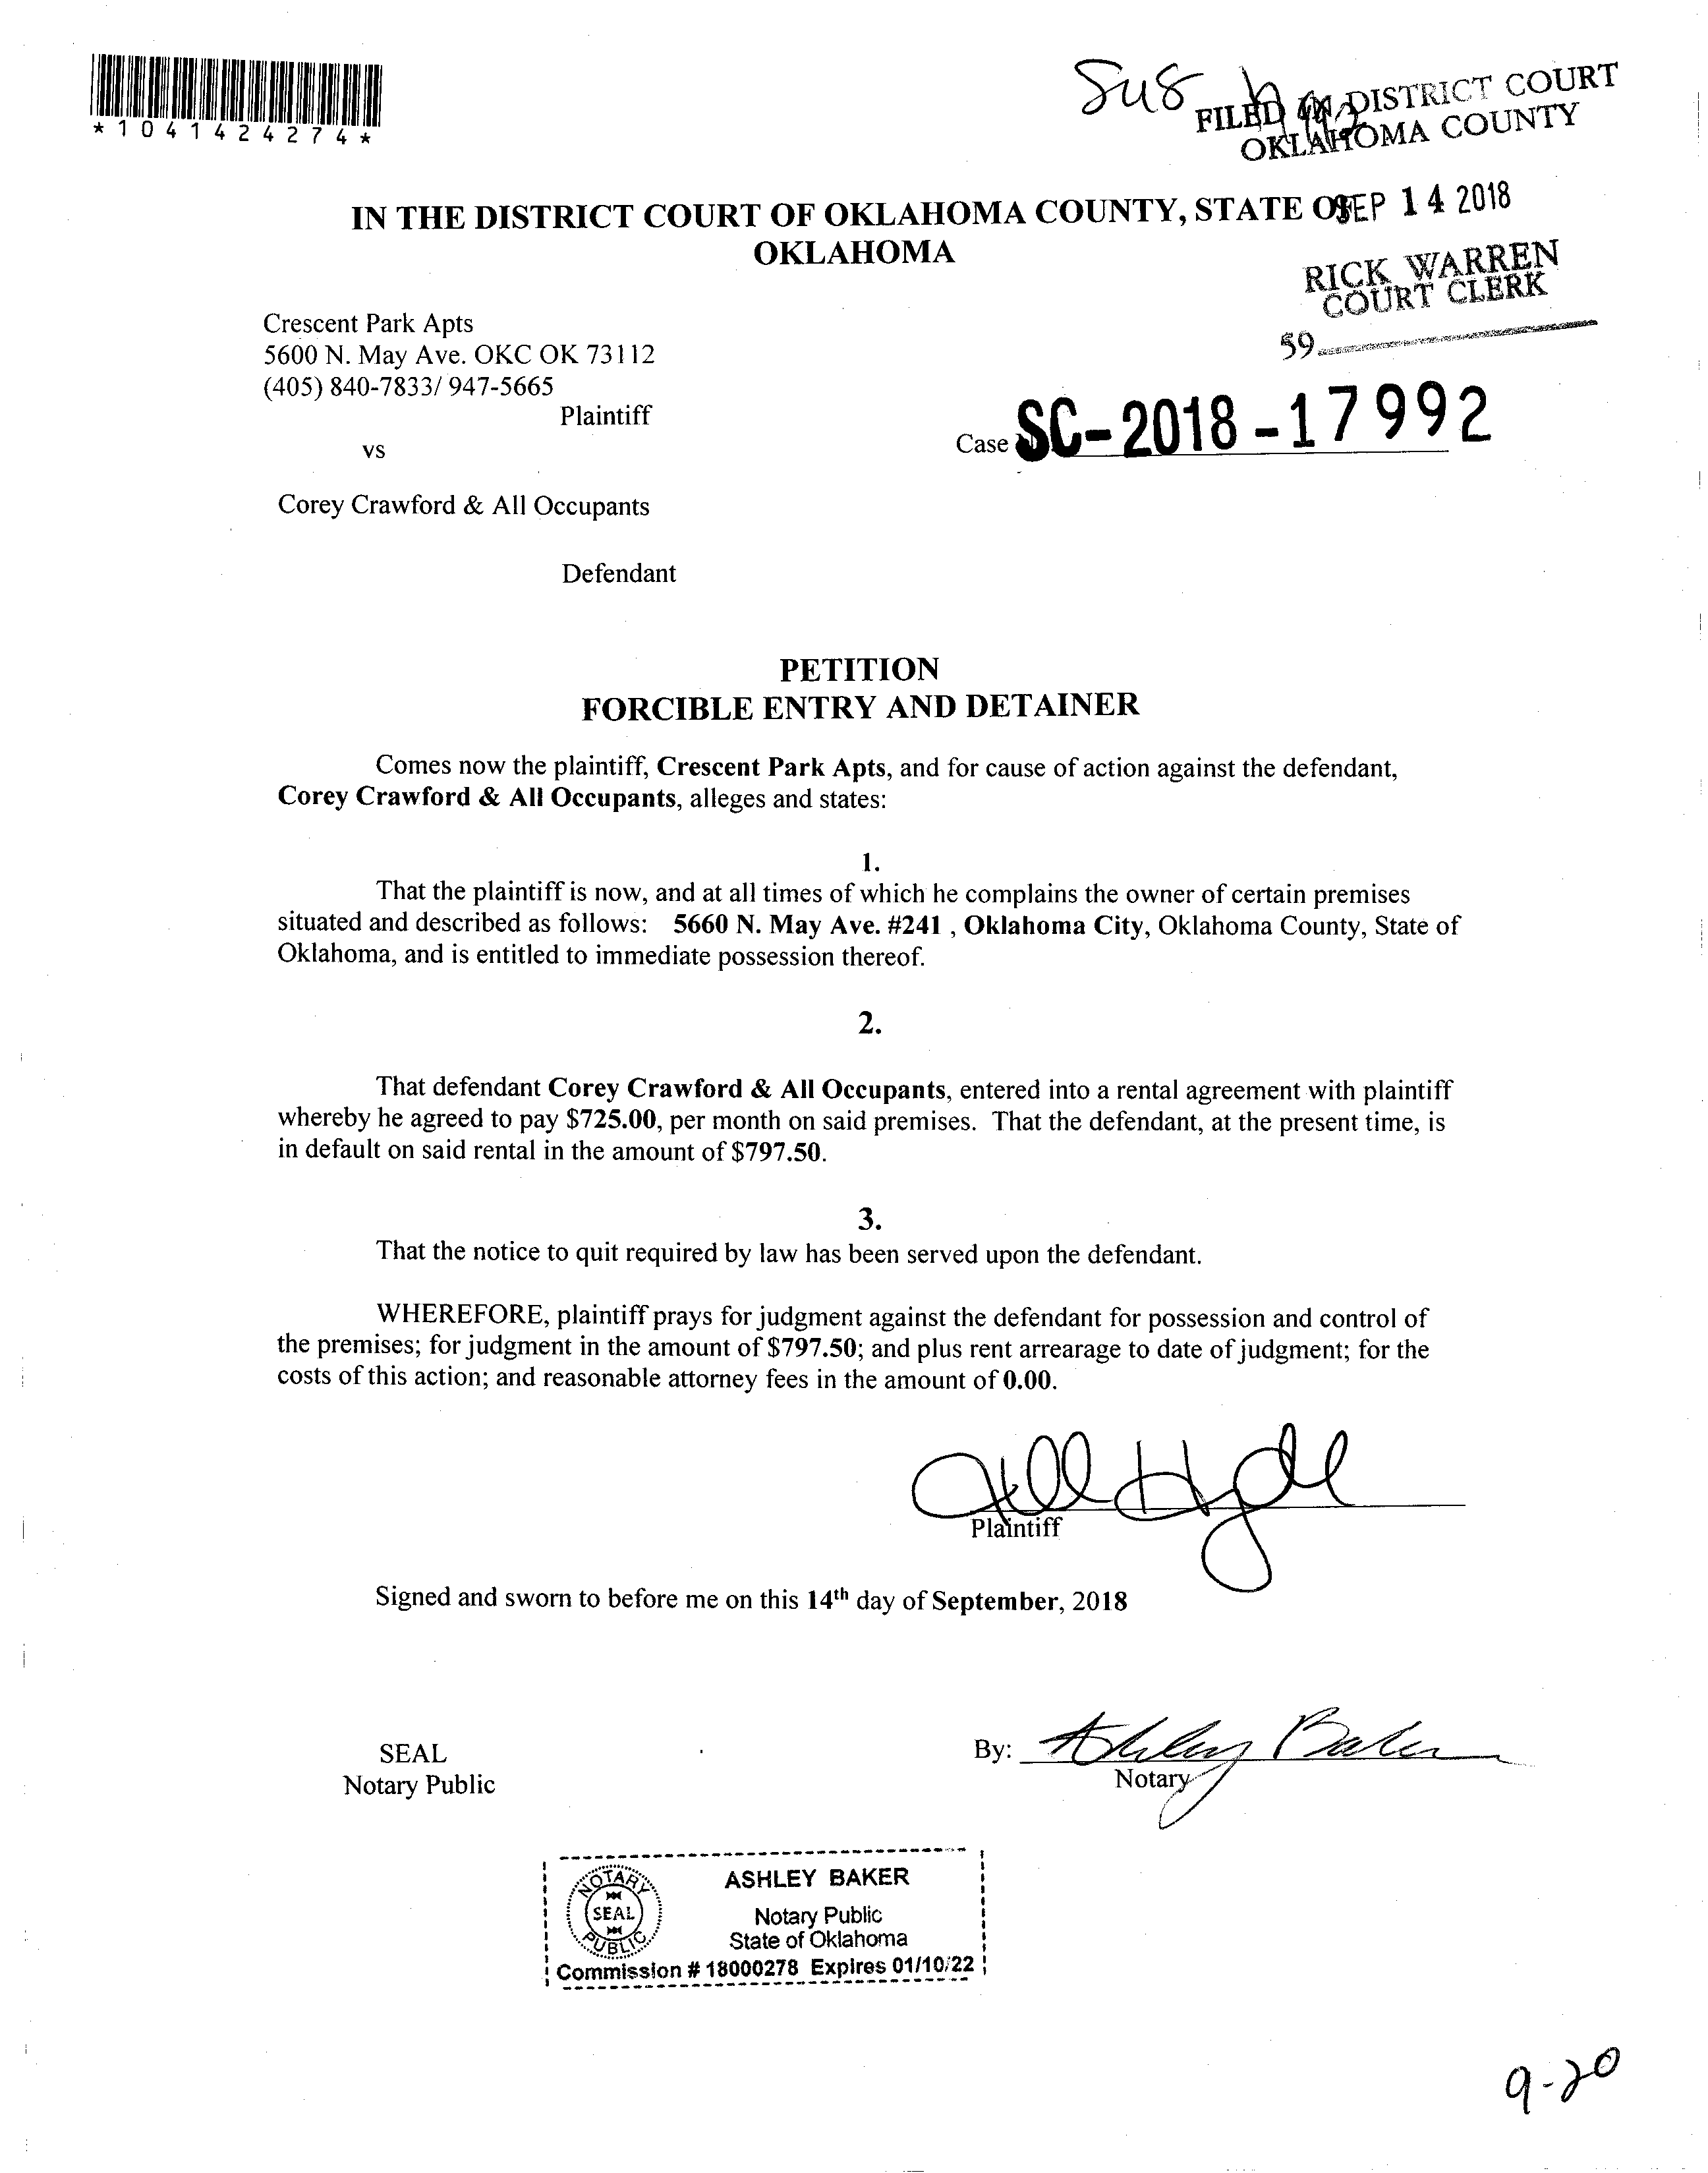 *1041424274*
Sus
FILED IN DISTRICT COURT
OKLAHOMA COUNTY
IN THE DISTRICT COURT OF OKLAHOMA COUNTY, STATE OF SEP 14 2018
OKLAHOMA
RICK WARREN
COURT CLERK
59
Crescent Park Apts
5600 N. May Ave. OKC OK 73112
(405) 840-7833/ 947-5665
Plaintiff
vs
Case SC-2018-17992
Corey Crawford & All Occupants
Defendant
PETITION
FORCIBLE ENTRY AND DETAINER
Comes now the plaintiff, Crescent Park Apts, and for cause of action against the defendant,
Corey Crawford & All Occupants, alleges and states:
1.
That the plaintiff is now, and at all times of which he complains the owner of certain premises
situated and described as follows: 5660 N. May Ave. #241 , Oklahoma City, Oklahoma County, State of
Oklahoma, and is entitled to immediate possession thereof.
2.
That defendant Corey Crawford & All Occupants, entered into a rental agreement with plaintiff
whereby he agreed to pay $725.00, per month on said premises. That the defendant, at the present time, is
in default on said rental in the amount of $797.50.
3.
That the notice to quit required by law has been served upon the defendant.
WHEREFORE, plaintiff prays for judgment against the defendant for possession and control of
the premises; for judgment in the amount of $797.50; and plus rent arrearage to date of judgment; for the
costs of this action; and reasonable attorney fees in the amount of 0.00.
Jill Hyde
Plaintiff
Signed and sworn to before me on this 14th day of September, 2018
SEAL
Notary Public
By: Ashley Baker
Notary
NOTARY
SEAL
PUBLIC
ASHLEY BAKER
Notary Public
State of Oklahoma
Commission # 18000278 Expires 01/10/22
9-20